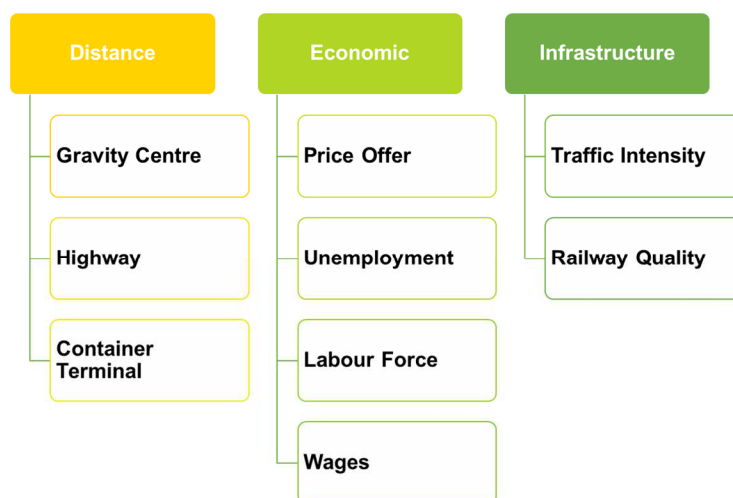 Distance
Gravity Centre
Highway
Container
Terminal
Economic
Price Offer
Unemployment
Labour Force
Wages
Infrastructure
Traffic Intensity
Railway Quality